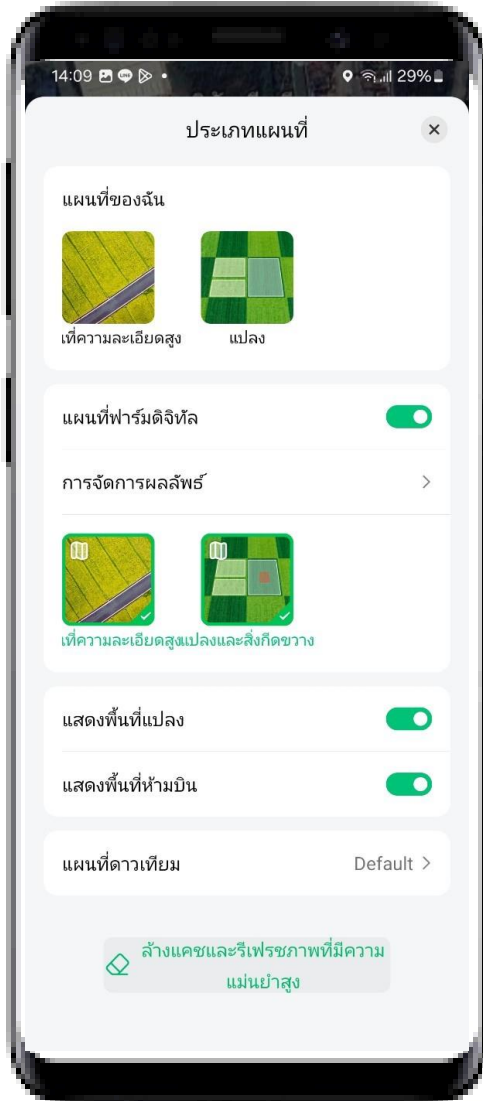 14:09
29%
ประเภทแผนที่
แผนที่ของฉัน
ที่ความละเอียดสูง
แปลง
แผนที่ฟาร์มดิจิทัล
การจัดการผลลัพธ์
ที่ความละเอียดสูง
แปลงและสิ่งกีดขวาง
แสดงพื้นที่แปลง
แสดงพื้นที่ห้ามบิน
แผนที่ดาวเทียม
Default
ล้างแคชและรีเฟรชภาพที่มีความ
แม่นยำสูง